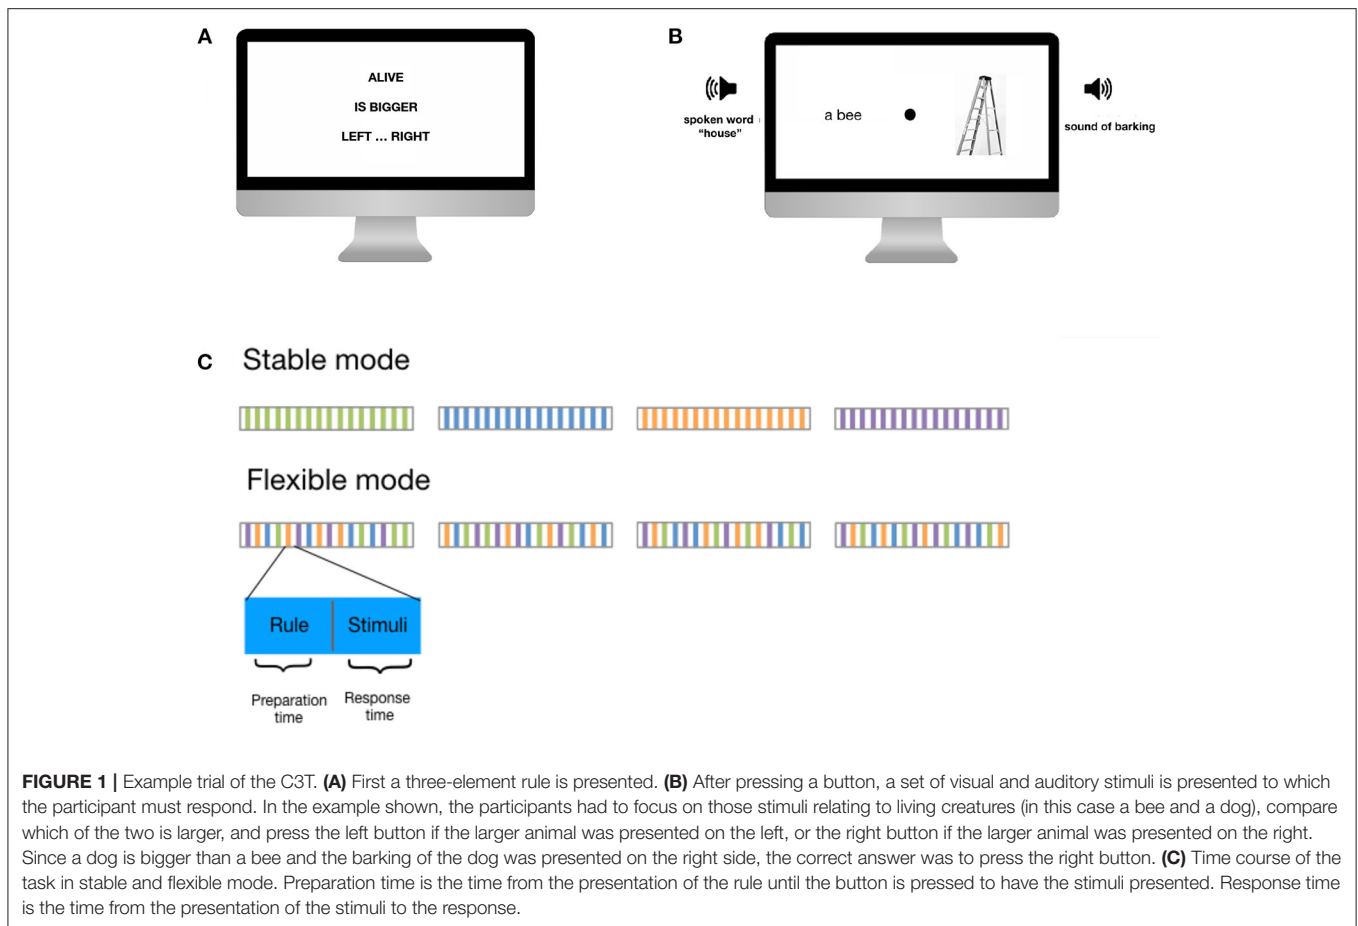 A
ALIVE
IS BIGGER
LEFT ... RIGHT
B
spoken word
“house”
a bee
sound of barking
C Stable mode
Flexible mode
Rule Stimuli
Preparation
time
Response
time
FIGURE 1 | Example trial of the C3T. (A) First a three-element rule is presented. (B) After pressing a button, a set of visual and auditory stimuli is presented to which
the participant must respond. In the example shown, the participants had to focus on those stimuli relating to living creatures (in this case a bee and a dog), compare
which of the two is larger, and press the left button if the larger animal was presented on the left, or the right button if the larger animal was presented on the right.
Since a dog is bigger than a bee and the barking of the dog was presented on the right side, the correct answer was to press the right button. (C) Time course of the
task in stable and flexible mode. Preparation time is the time from the presentation of the rule until the button is pressed to have the stimuli presented. Response time
is the time from the presentation of the stimuli to the response.